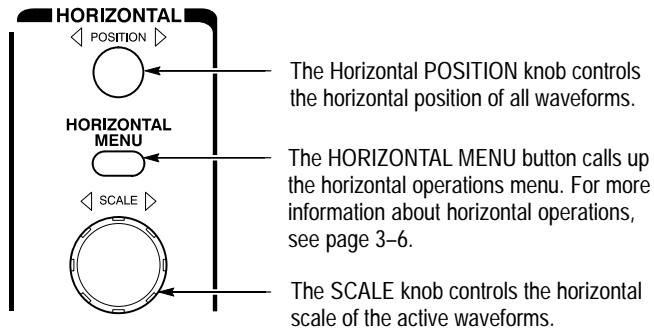 HORIZONTAL
POSITION
The Horizontal POSITION knob controls
the horizontal position of all waveforms.
HORIZONTAL
MENU
The HORIZONTAL MENU button calls up
the horizontal operations menu. For more
information about horizontal operations,
see page 3–6.
SCALE
The SCALE knob controls the horizontal
scale of the active waveforms.